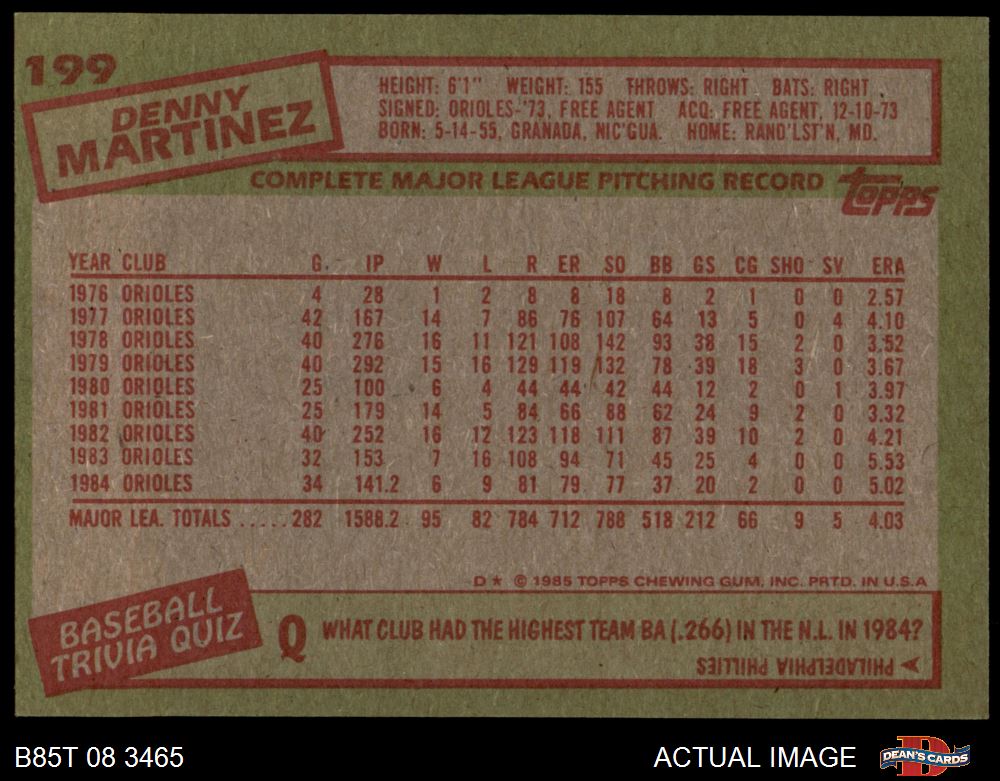 199
DENNY
MARTINEZ
HEIGHT: 6'1" WEIGHT: 155 THROWS: RIGHT BATS: RIGHT
SIGNED: ORIOLES-'73, FREE AGENT ACQ: FREE AGENT, 12-10-73
BORN: 5-14-55, GRANADA, NIC'GUA. HOME: RAND'LST'N, MD.
COMPLETE MAJOR LEAGUE PITCHING RECORD
TOPPS
YEAR CLUB G. IP W L R ER SO BB GS CG SHO SV ERA
1976 ORIOLES 4 28 1 2 8 8 18 8 2 1 0 0 2.57
1977 ORIOLES 42 167 14 7 86 76 107 64 13 5 0 4 4.10
1978 ORIOLES 40 276 16 11 121 108 142 93 38 15 2 0 3.52
1979 ORIOLES 40 292 15 16 129 119 132 78 39 18 3 0 3.67
1980 ORIOLES 25 100 6 4 44 44 42 44 12 2 0 1 3.97
1981 ORIOLES 25 179 14 5 84 66 88 62 24 9 2 0 3.32
1982 ORIOLES 40 252 16 12 123 118 111 87 39 10 2 0 4.21
1983 ORIOLES 32 153 7 16 108 94 71 45 25 4 0 0 5.53
1984 ORIOLES 34 141.2 6 9 81 79 77 37 20 2 0 0 5.02
MAJOR LEA. TOTALS ..... 282 1588.2 95 82 784 712 788 518 212 66 9 5 4.03
D★ © 1985 TOPPS CHEWING GUM, INC. PRTD. IN U.S.A
BASEBALL
TRIVIA QUIZ
Q WHAT CLUB HAD THE HIGHEST TEAM BA (.266) IN THE N.L. IN 1984?
A PHILADELPHIA PHILLIES
B85T 08 3465 ACTUAL IMAGE
DEAN'S CARDS